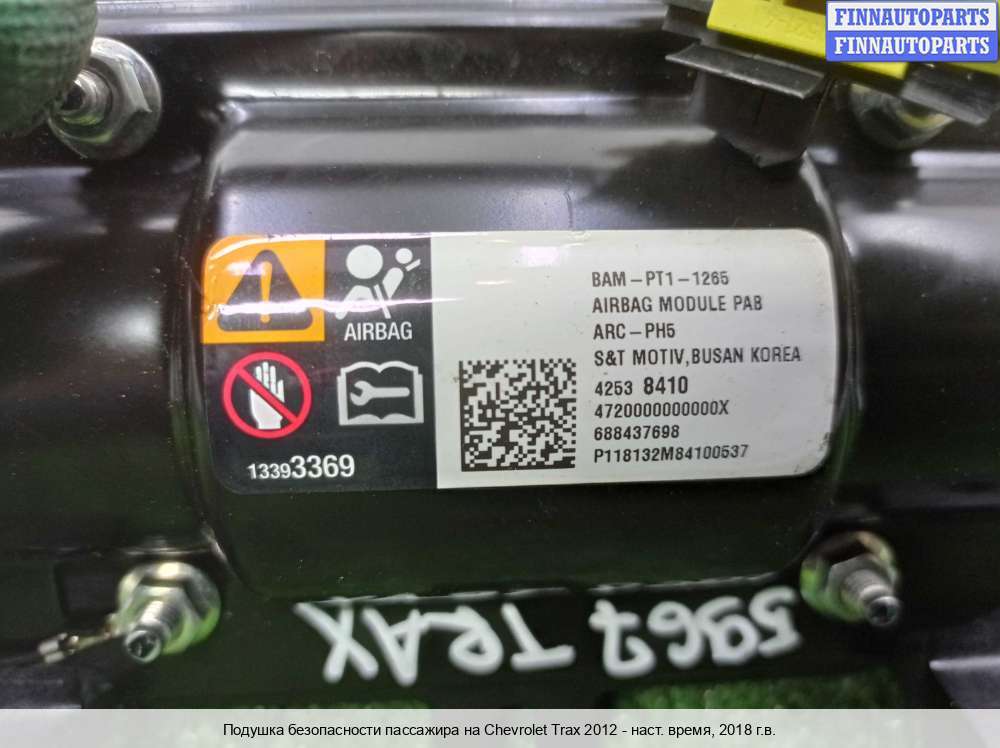 FINNAUTOPARTS
FINNAUTOPARTS
BAM-PT1-1265
AIRBAG MODULE PAB
ARC-PH5
S&T MOTIV,BUSAN KOREA
4253 8410
4720000000000X
688437698
P118132M84100537
AIRBAG
13393369
5967 TRAX
Подушка безопасности пассажира на Chevrolet Trax 2012 - наст. время, 2018 г.в.